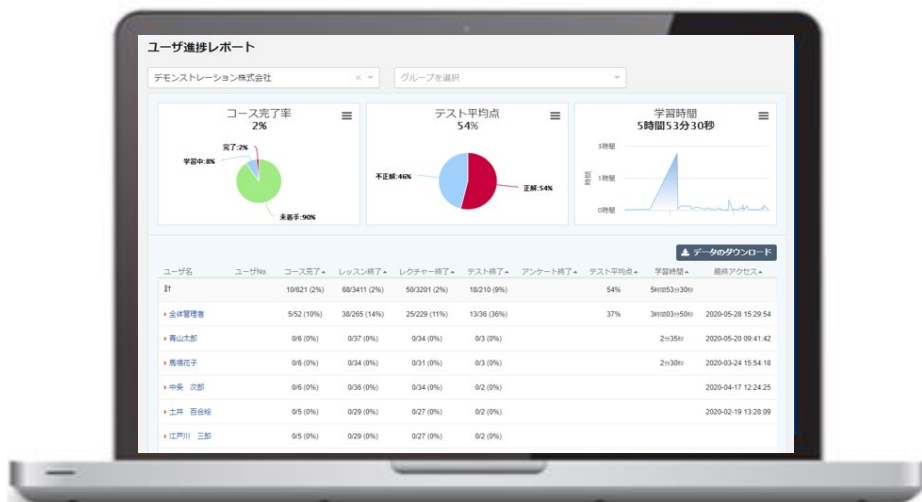 ユーザ進捗レポート
デモンストレーション株式会社 × グループを選択
コース完了率
2%
完了:2%
学習中:8%
未着手:90%
テスト平均点
54%
不正解:46%
正解:54%
学習時間
5時間53分30秒
3時間
時間
1時間
0時間
データのダウンロード
ユーザ名 ユーザNo. コース完了 レッスン終了 レクチャー終了 テスト終了 アンケート終了 テスト平均点 学習時間 最終アクセス
計 10/621 (2%) 68/3411 (2%) 50/3201 (2%) 18/210 (9%) 54% 5時間53分30秒
全体管理者 5/52 (10%) 38/265 (14%) 25/229 (11%) 13/36 (36%) 37% 3時間03分50秒 2020-05-28 15:29:54
青山太郎 0/6 (0%) 0/37 (0%) 0/34 (0%) 0/3 (0%) 2分35秒 2020-05-20 09:41:42
馬場花子 0/6 (0%) 0/34 (0%) 0/31 (0%) 0/3 (0%) 2分30秒 2020-03-24 15:54:18
中条 次郎 0/6 (0%) 0/36 (0%) 0/34 (0%) 0/2 (0%) 2020-04-17 12:24:25
土井 百合絵 0/5 (0%) 0/29 (0%) 0/27 (0%) 0/2 (0%) 2020-02-19 13:28:09
江戸川 三郎 0/5 (0%) 0/29 (0%) 0/27 (0%) 0/2 (0%)